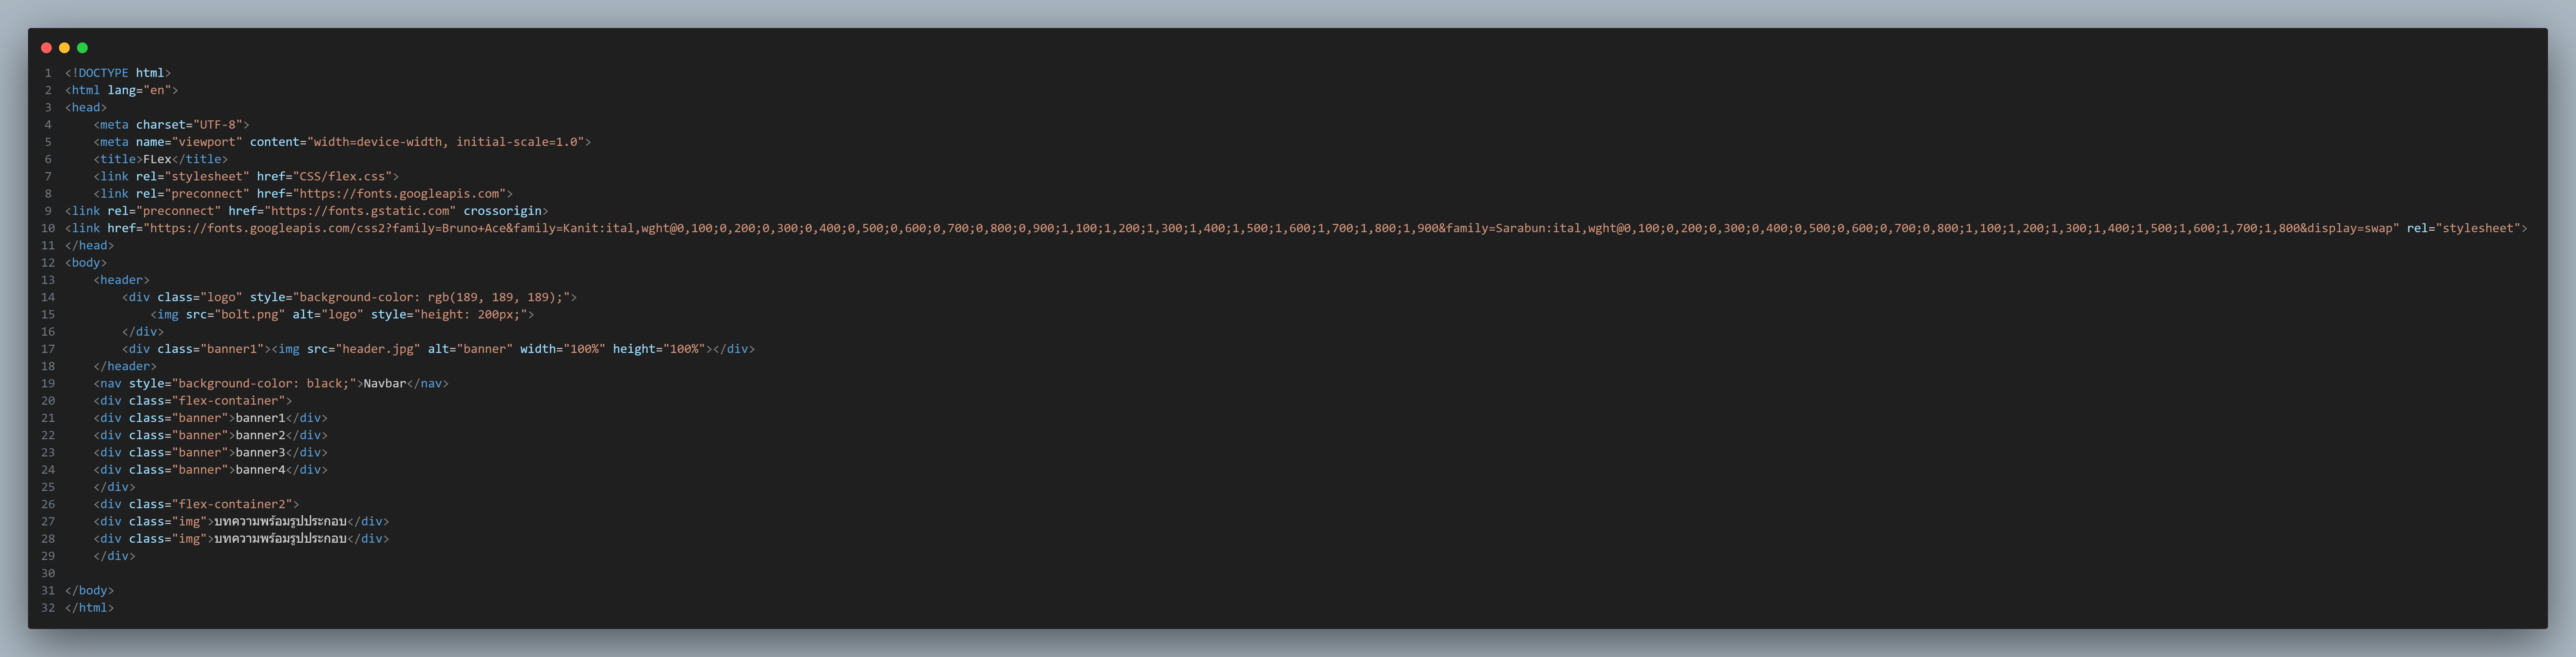 1 <!DOCTYPE html>
2 <html lang="en">
3 <head>
4     <meta charset="UTF-8">
5     <meta name="viewport" content="width=device-width, initial-scale=1.0">
6     <title>FLex</title>
7     <link rel="stylesheet" href="CSS/flex.css">
8     <link rel="preconnect" href="https://fonts.googleapis.com">
9 <link rel="preconnect" href="https://fonts.gstatic.com" crossorigin>
10 <link href="https://fonts.googleapis.com/css2?family=Bruno+Ace&family=Kanit:ital,wght@0,100;0,200;0,300;0,400;0,500;0,600;0,700;0,800;0,900;1,100;1,200;1,300;1,400;1,500;1,600;1,700;1,800;1,900&family=Sarabun:ital,wght@0,100;0,200;0,300;0,400;0,500;0,600;0,700;0,800;1,100;1,200;1,300;1,400;1,500;1,600;1,700;1,800&display=swap" rel="stylesheet">
11 </head>
12 <body>
13     <header>
14         <div class="logo" style="background-color: rgb(189, 189, 189);">
15             <img src="bolt.png" alt="logo" style="height: 200px;">
16         </div>
17         <div class="banner1"><img src="header.jpg" alt="banner" width="100%" height="100%"></div>
18     </header>
19     <nav style="background-color: black;">Navbar</nav>
20     <div class="flex-container">
21     <div class="banner">banner1</div>
22     <div class="banner">banner2</div>
23     <div class="banner">banner3</div>
24     <div class="banner">banner4</div>
25     </div>
26     <div class="flex-container2">
27     <div class="img">บทความพร้อมรูปประกอบ</div>
28     <div class="img">บทความพร้อมรูปประกอบ</div>
29     </div>
30
31 </body>
32 </html>